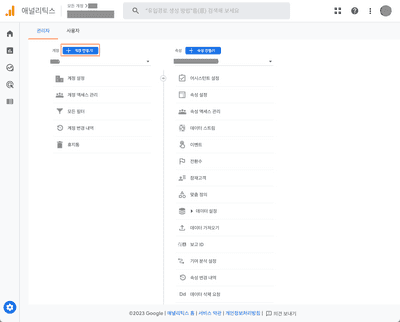 애널리틱스
모든 계정 >
"듀얼로드 상상 방법"을(를) 검색해 보세요
관리자 사용자
계정 + 계정 만들기
속성 + 속성 만들기
계정 설정
계정 액세스 관리
모든 필터
계정 변경 내역
휴지통
어시스턴트 설정
속성 설정
속성 액세스 관리
데이터 스트림
이벤트
전환수
잠재고객
맞춤 정의
데이터 설정
데이터 가져오기
보고 ID
기여 분석 설정
속성 변경 내역
데이터 삭제 요청
©2023 Google | 애널리틱스 홈 | 서비스 약관 | 개인정보처리방침 | 의견 보내기